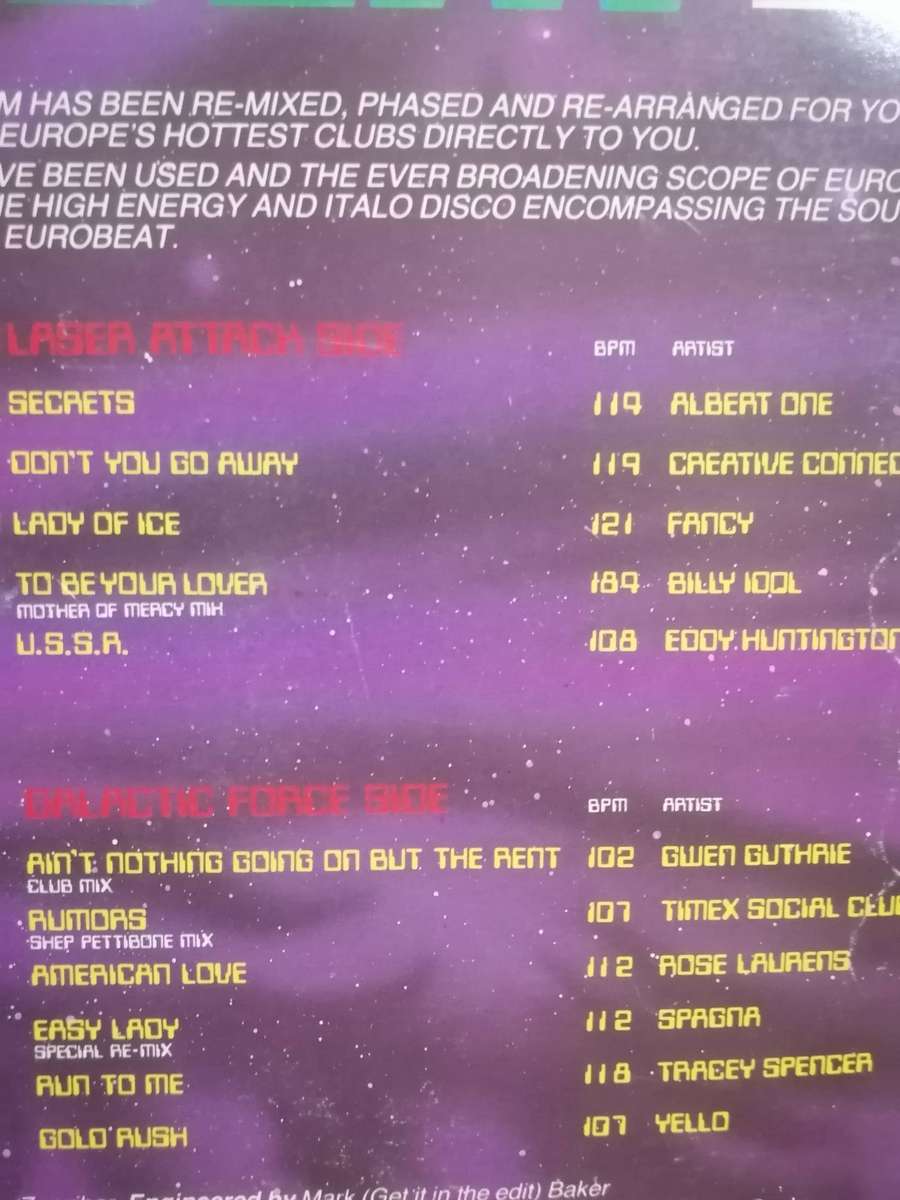 M HAS BEEN RE-MIXED, PHASED AND RE-ARRANGED FOR YO
EUROPE'S HOTTEST CLUBS DIRECTLY TO YOU.
VE BEEN USED AND THE EVER BROADENING SCOPE OF EURO
HE HIGH ENERGY AND ITALO DISCO ENCOMPASSING THE SOU
EUROBEAT.
LASER ATTACK SIDE BPM ARTIST
SECRETS 119 ALBERT ONE
DON'T YOU GO AWAY 119 CREATIVE CONNEC
LADY OF ICE 121 FANCY
TO BE YOUR LOVER 184 BILLY IDOL
MOTHER OF MERCY MIX
U.S.S.R. 108 EDDY HUNTINGTON
GALACTIC FORCE SIDE BPM ARTIST
AIN'T NOTHING GOING ON BUT THE RENT 102 GWEN GUTHRIE
CLUB MIX
RUMORS 107 TIMEX SOCIAL CLUB
SHEP PETTIBONE MIX
AMERICAN LOVE 112 ROSE LAURENS
EASY LADY 112 SPAGNA
SPECIAL RE-MIX
RUN TO ME 118 TRACEY SPENCER
GOLD RUSH 107 YELLO
Engineered by Mark (Get it in the edit) Baker